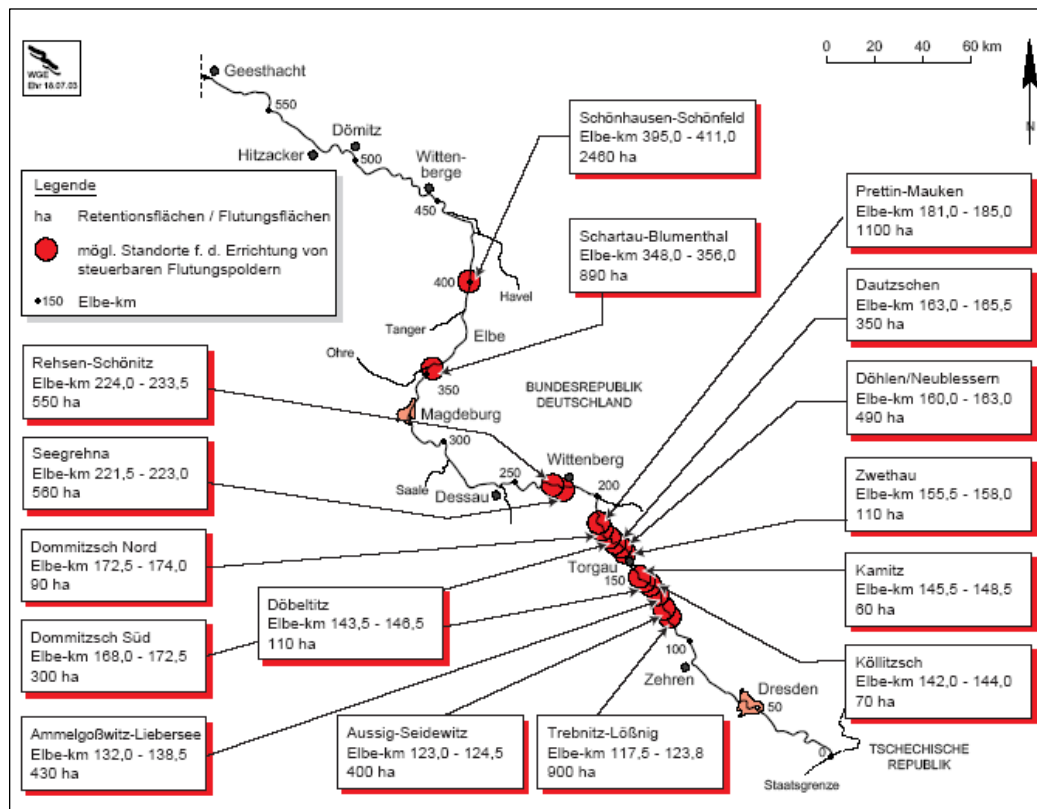 WGE
Ehr 18.07.03
0 20 40 60 km
N
Geesthacht
550
Dömitz
Hitzacker
500
Witten-
berge
450
Legende
ha Retentionsflächen / Flutungsflächen
mögl. Standorte f. d. Errichtung von
steuerbaren Flutungspoldern
150 Elbe-km
Schönhausen-Schönfeld
Elbe-km 395,0 - 411,0
2460 ha
Schartau-Blumenthal
Elbe-km 348,0 - 356,0
890 ha
Prettin-Mauken
Elbe-km 181,0 - 185,0
1100 ha
Dautzschen
Elbe-km 163,0 - 165,5
350 ha
Döhlen/Neublessern
Elbe-km 160,0 - 163,0
490 ha
Zwethau
Elbe-km 155,5 - 158,0
110 ha
Kamitz
Elbe-km 145,5 - 148,5
60 ha
Köllitzsch
Elbe-km 142,0 - 144,0
70 ha
400
Havel
Tanger
Elbe
Ohre
350
BUNDESREPUBLIK
DEUTSCHLAND
Magdeburg
300
Saale
Dessau
250
Wittenberg
200
Torgau
150
100
Zehren
Dresden
50
0
Staatsgrenze
TSCHECHISCHE
REPUBLIK
Rehsen-Schönitz
Elbe-km 224,0 - 233,5
550 ha
Seegrehna
Elbe-km 221,5 - 223,0
560 ha
Dommitzsch Nord
Elbe-km 172,5 - 174,0
90 ha
Dommitzsch Süd
Elbe-km 168,0 - 172,5
300 ha
Döbeltitz
Elbe-km 143,5 - 146,5
110 ha
Ammelgoßwitz-Liebersee
Elbe-km 132,0 - 138,5
430 ha
Aussig-Seidewitz
Elbe-km 123,0 - 124,5
400 ha
Trebnitz-Lößnig
Elbe-km 117,5 - 123,8
900 ha